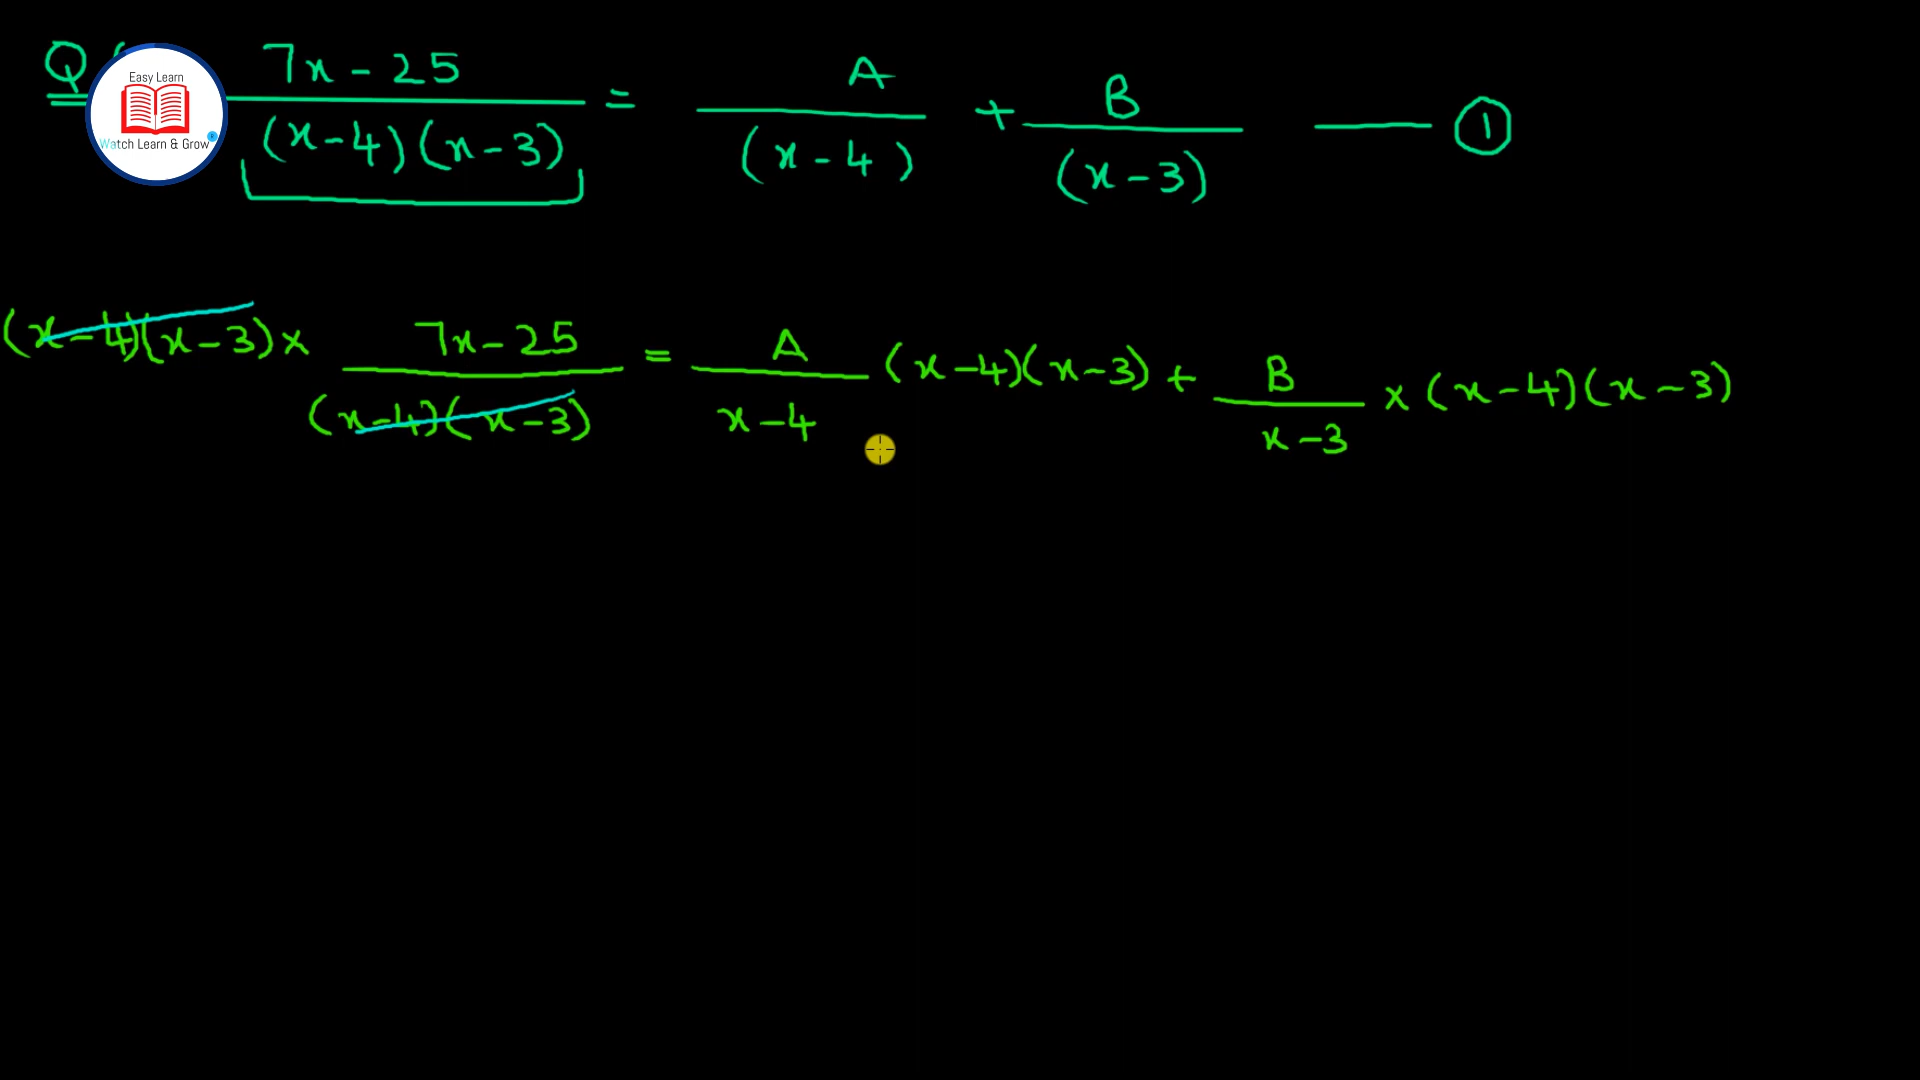 Q
Easy Learn
Watch Learn & Grow
7x - 25 / (x-4)(x-3) = A / (x-4) + B / (x-3) —— ①
(x-4)(x-3) x 7x-25 / (x-4)(x-3) = A / x-4 (x-4)(x-3) + B / x-3 x (x-4)(x-3)